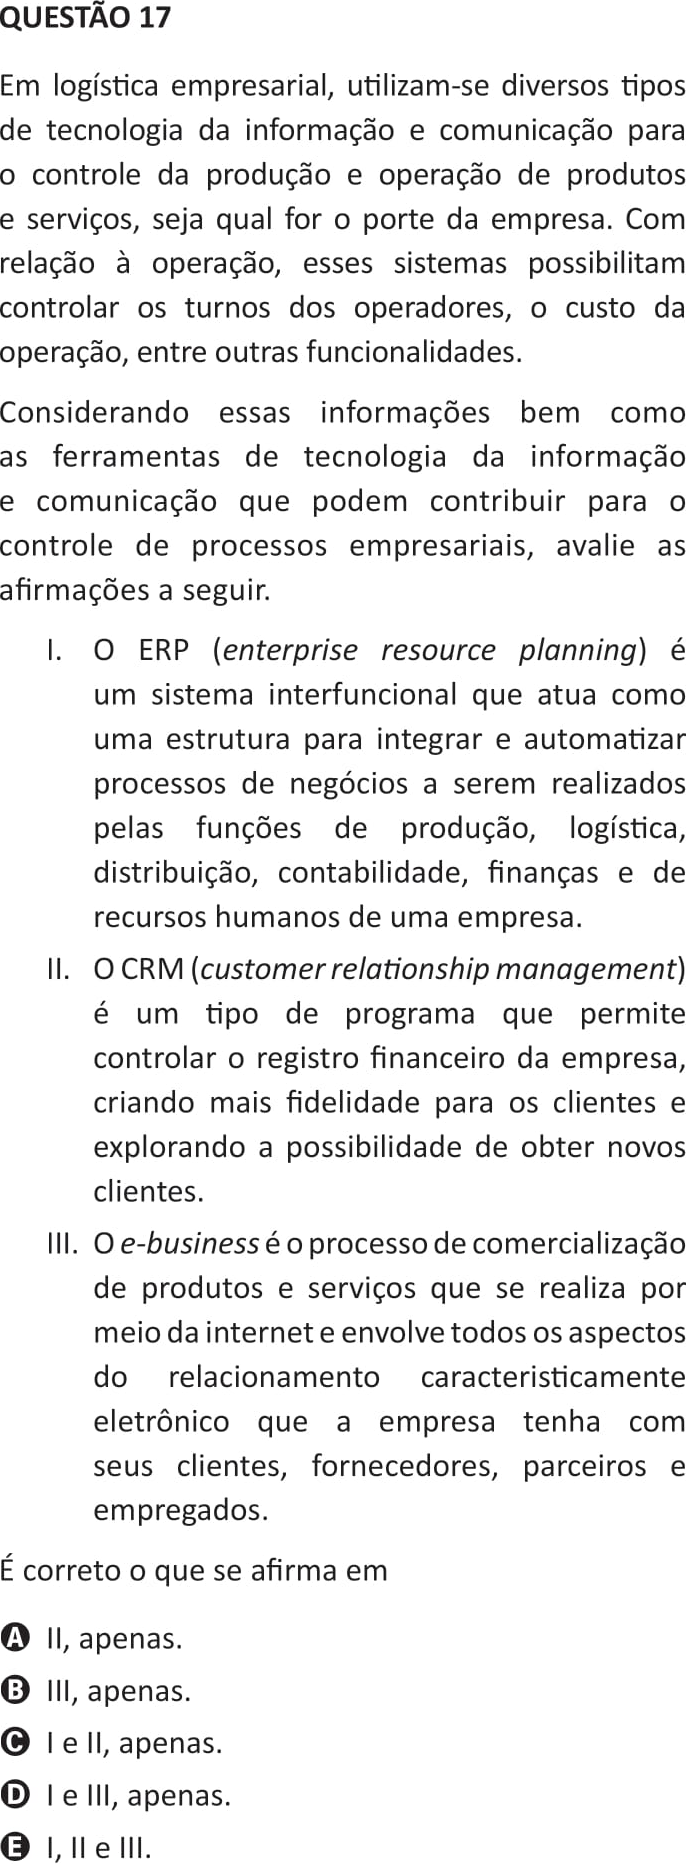 QUESTÃO 17
Em logística empresarial, utilizam-se diversos tipos
de tecnologia da informação e comunicação para
o controle da produção e operação de produtos
e serviços, seja qual for o porte da empresa. Com
relação à operação, esses sistemas possibilitam
controlar os turnos dos operadores, o custo da
operação, entre outras funcionalidades.
Considerando essas informações bem como
as ferramentas de tecnologia da informação
e comunicação que podem contribuir para o
controle de processos empresariais, avalie as
afirmações a seguir.
I. O ERP (enterprise resource planning) é
um sistema interfuncional que atua como
uma estrutura para integrar e automatizar
processos de negócios a serem realizados
pelas funções de produção, logística,
distribuição, contabilidade, finanças e de
recursos humanos de uma empresa.
II. O CRM (customer relationship management)
é um tipo de programa que permite
controlar o registro financeiro da empresa,
criando mais fidelidade para os clientes e
explorando a possibilidade de obter novos
clientes.
III. O e-business é o processo de comercialização
de produtos e serviços que se realiza por
meio da internet e envolve todos os aspectos
do relacionamento caracteristicamente
eletrônico que a empresa tenha com
seus clientes, fornecedores, parceiros e
empregados.
É correto o que se afirma em
A II, apenas.
B III, apenas.
C I e II, apenas.
D I e III, apenas.
E I, II e III.